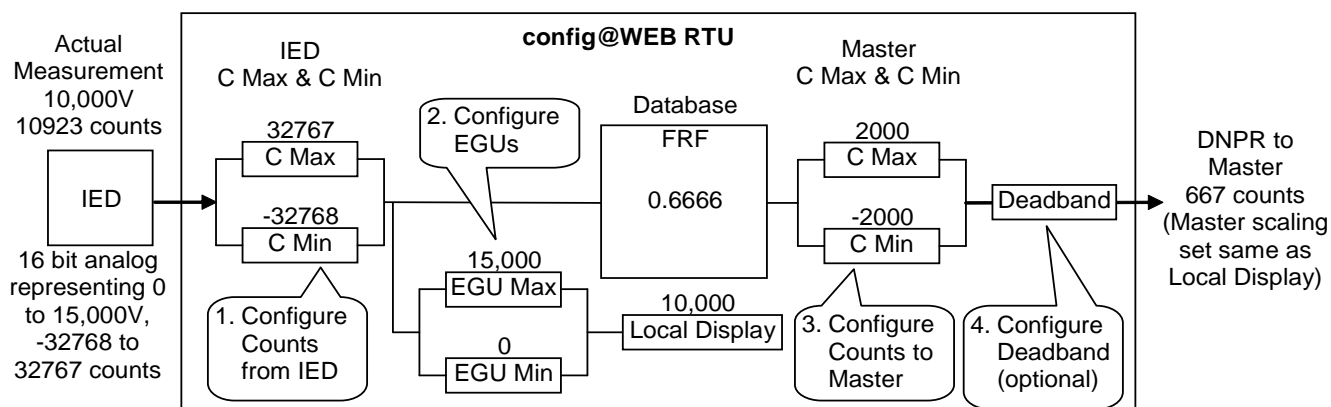 config@WEB RTU
Actual
Measurement
10,000V
10923 counts
IED
16 bit analog
representing 0
to 15,000V,
-32768 to
32767 counts
IED
C Max & C Min
32767
C Max
-32768
C Min
1. Configure
Counts
from IED
2. Configure
EGUs
15,000
EGU Max
0
EGU Min
10,000
Local Display
Database
FRF
0.6666
Master
C Max & C Min
2000
C Max
-2000
C Min
3. Configure
Counts to
Master
Deadband
4. Configure
Deadband
(optional)
DNPR to
Master
667 counts
(Master scaling
set same as
Local Display)